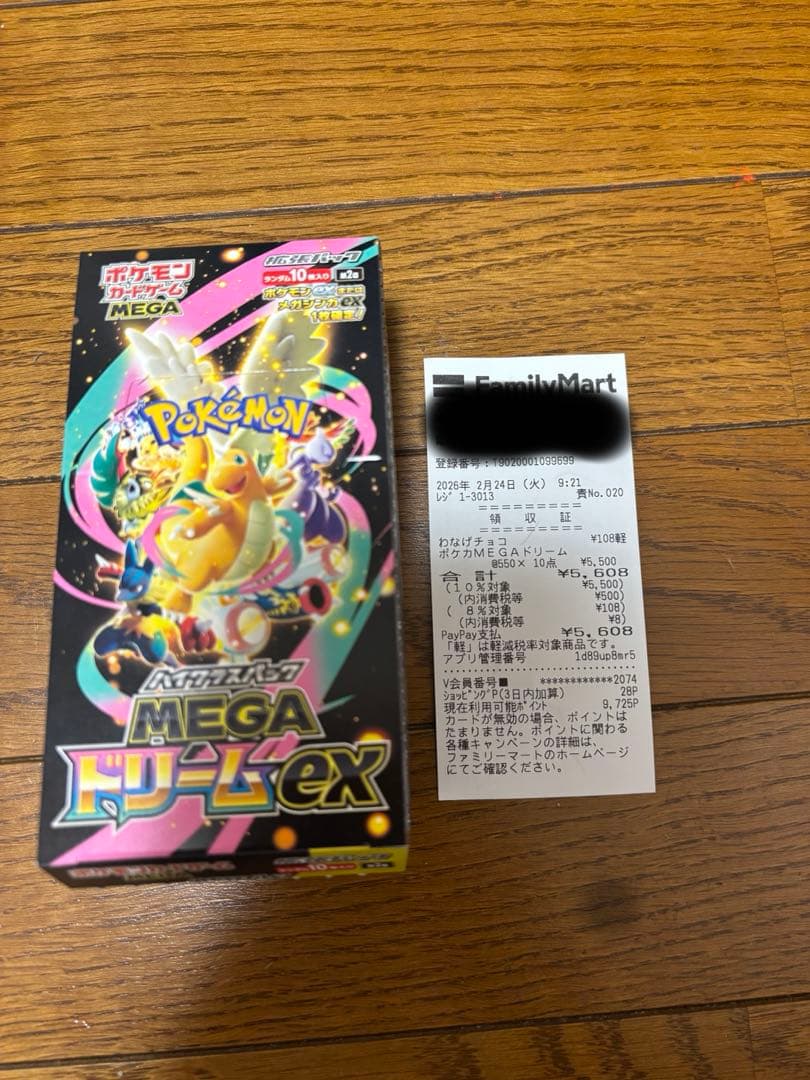 ポケモン
カードゲーム
MEGA
拡張パック
ランダム10枚入り
第2包
ポケモンexまたは
メガシンカex
1枚確定!
POKéMON
ハイクラスパック
MEGA
ドリームex
ランダム10枚入り
FamilyMart
登録番号:T9020001099699
2026年 2月24日(火) 9:21
レジ 1-3013 責No.020
=========
領 収 証
=========
わなげチョコ ¥108軽
ポケカMEGAドリーム
@550× 10点 ¥5,500
合 計 ¥5,608
(10%対象 ¥5,500)
(内消費税等 ¥500)
( 8%対象 ¥108)
(内消費税等 ¥8)
PayPay支払 ¥5,608
「軽」は軽減税率対象商品です。
アプリ管理番号 1d89up8mr5
V会員番号■ ************2074
ショッピングP(3日内加算) 28P
現在利用可能ポイント 9,725P
カードが無効の場合、ポイントは
たまりません。ポイントに関わる
各種キャンペーンの詳細は、
ファミリーマートのホームページ
にてご確認ください。